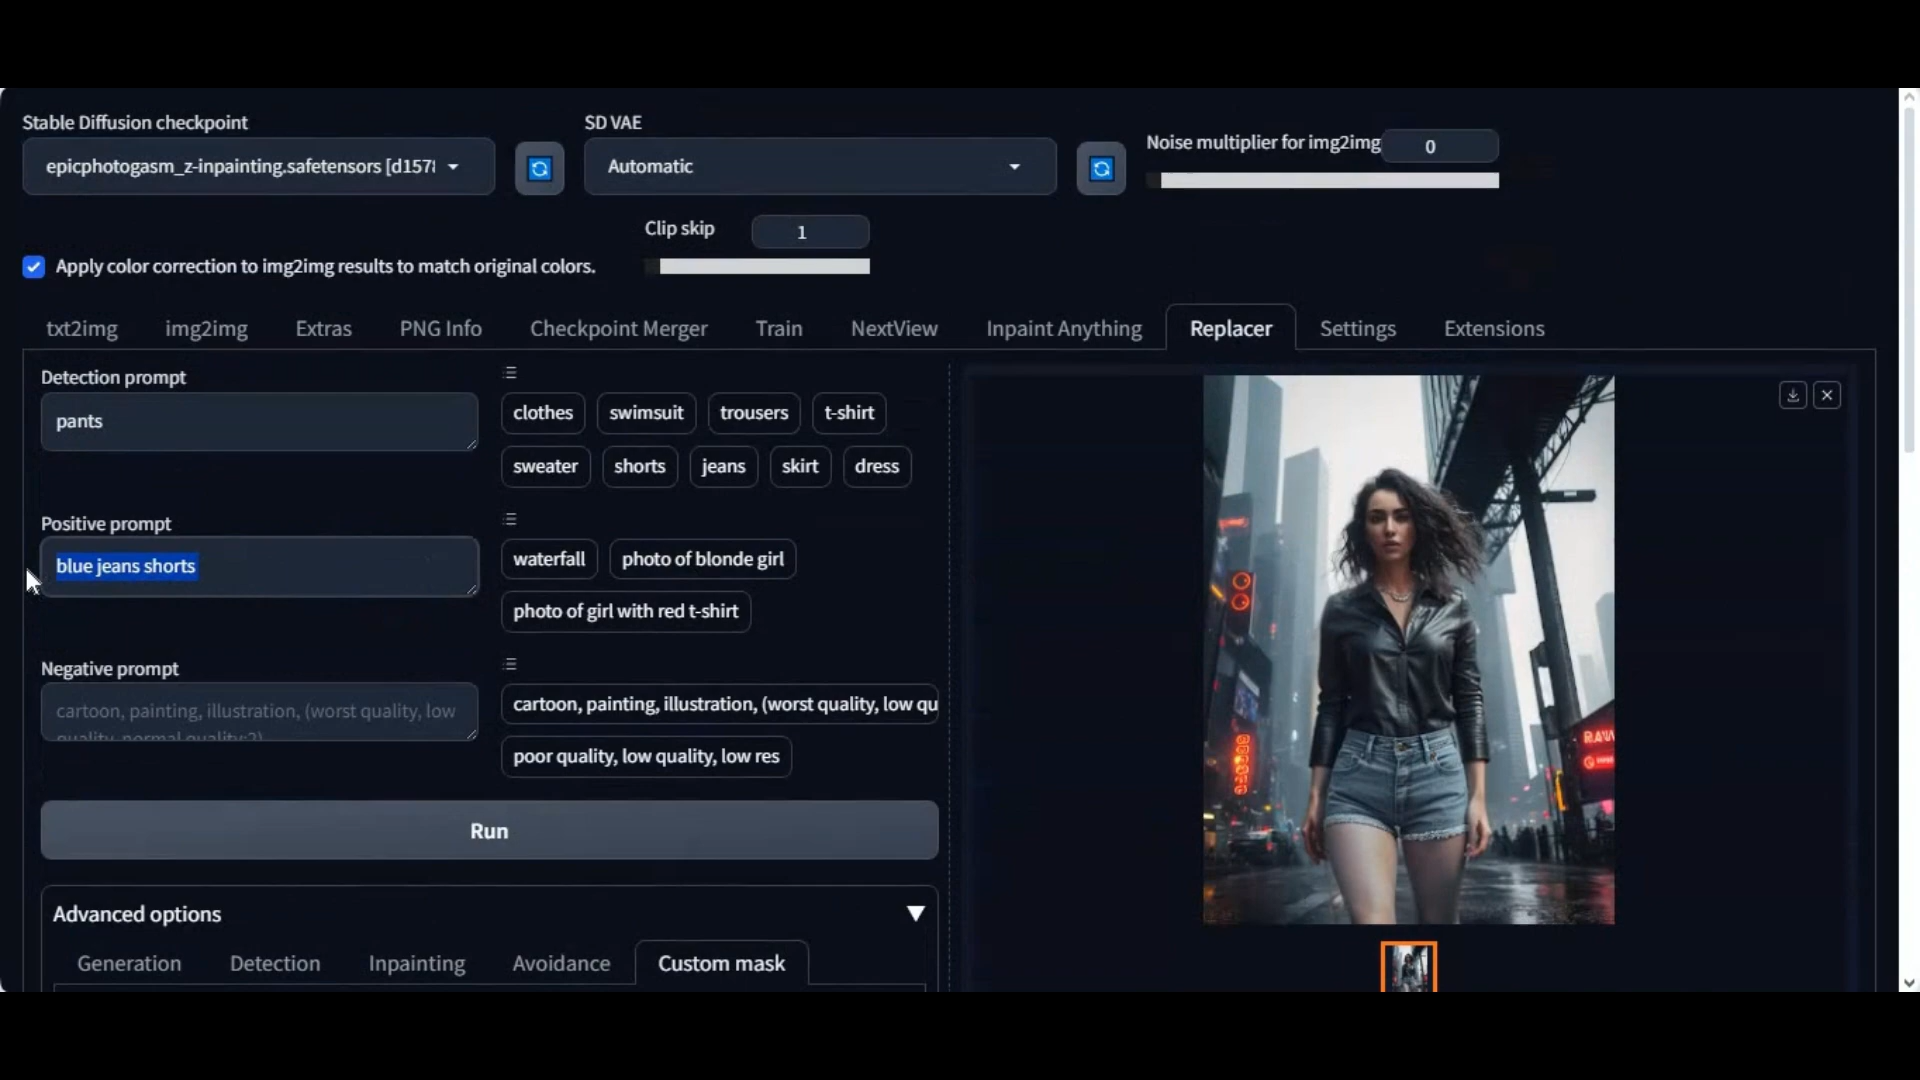 Stable Diffusion checkpoint
SD VAE
Noise multiplier for img2img
0
epicphotogasm_z-inpainting.safetensors [d157
Automatic
Clip skip
1
Apply color correction to img2img results to match original colors.
txt2img
img2img
Extras
PNG Info
Checkpoint Merger
Train
NextView
Inpaint Anything
Replacer
Settings
Extensions
Detection prompt
pants
clothes
swimsuit
trousers
t-shirt
sweater
shorts
jeans
skirt
dress
Positive prompt
blue jeans shorts
waterfall
photo of blonde girl
photo of girl with red t-shirt
Negative prompt
cartoon, painting, illustration, (worst quality, low
quality, normal quality:2)
cartoon, painting, illustration, (worst quality, low qu
poor quality, low quality, low res
Run
Advanced options
Generation
Detection
Inpainting
Avoidance
Custom mask